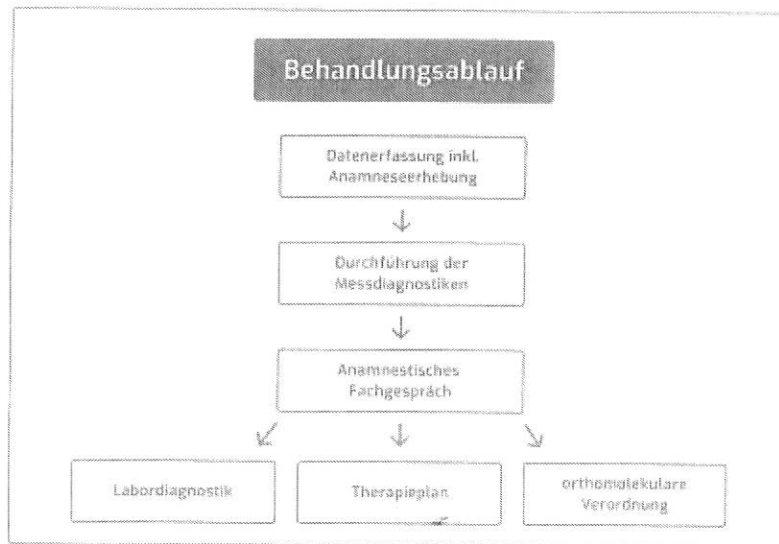 Behandlungsablauf
Datenerfassung inkl.
Anamneseerhebung
Durchführung der
Messdiagnostiken
Anamnestisches
Fachgespräch
Labordiagnostik
Therapieplan
orthomolekulare
Verordnung